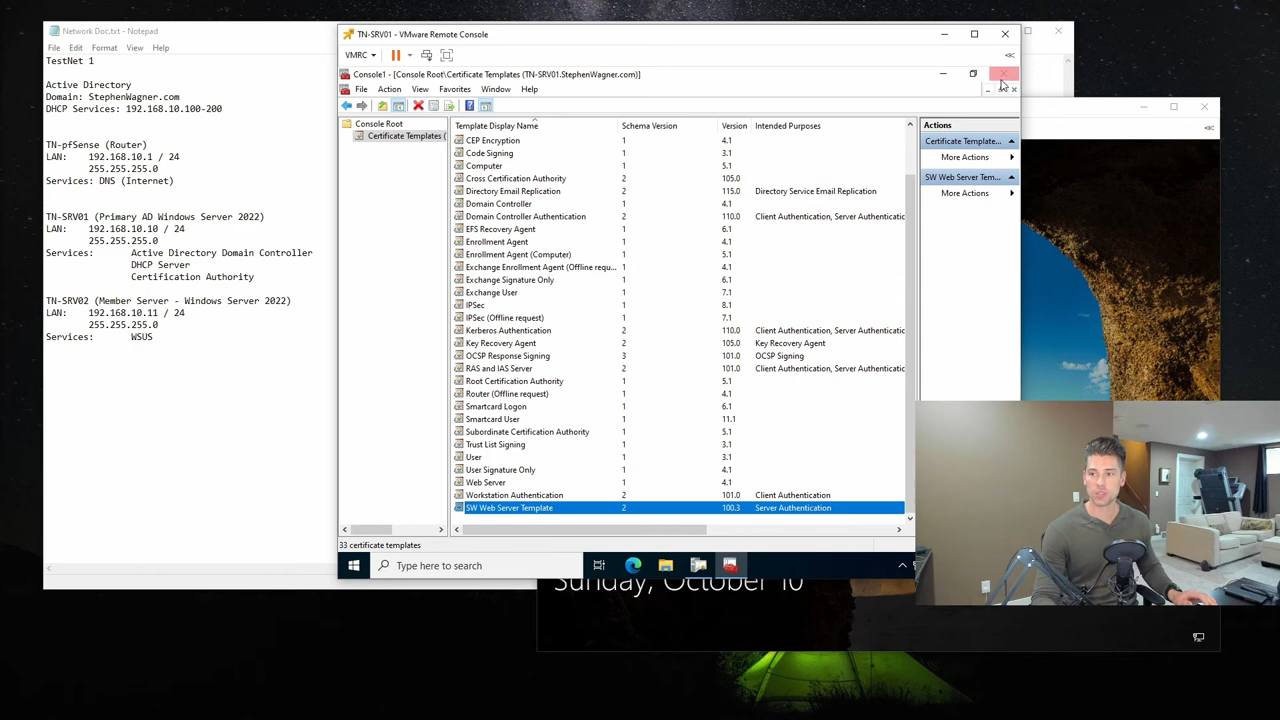 Network Doc.txt - Notepad
File Edit Format View Help
TestNet 1
Active Directory
Domain: StephenWagner.com
DHCP Services: 192.168.10.100-200
TN-pfSense (Router)
LAN: 192.168.10.1 / 24
255.255.255.0
Services: DNS (Internet)
TN-SRV01 (Primary AD Windows Server 2022)
LAN: 192.168.10.10 / 24
255.255.255.0
Services: Active Directory Domain Controller
DHCP Server
Certification Authority
TN-SRV02 (Member Server - Windows Server 2022)
LAN: 192.168.10.11 / 24
255.255.255.0
Services: WSUS
TN-SRV01 - VMware Remote Console
VMRC
Console1 - [Console Root\Certificate Templates (TN-SRV01.StephenWagner.com)]
File Action View Favorites Window Help
Console Root
Certificate Templates (
Template Display Name Schema Version Version Intended Purposes
CEP Encryption 1 4.1
Code Signing 1 3.1
Computer 1 5.1
Cross Certification Authority 2 105.0
Directory Email Replication 2 115.0 Directory Service Email Replication
Domain Controller 1 4.1
Domain Controller Authentication 2 110.0 Client Authentication, Server Authenticatic
EFS Recovery Agent 1 6.1
Enrollment Agent 1 4.1
Enrollment Agent (Computer) 1 5.1
Exchange Enrollment Agent (Offline requ... 1 4.1
Exchange Signature Only 1 6.1
Exchange User 1 7.1
IPSec 1 8.1
IPSec (Offline request) 1 7.1
Kerberos Authentication 2 110.0 Client Authentication, Server Authenticatic
Key Recovery Agent 2 105.0 Key Recovery Agent
OCSP Response Signing 3 101.0 OCSP Signing
RAS and IAS Server 2 101.0 Client Authentication, Server Authenticatic
Root Certification Authority 1 5.1
Router (Offline request) 1 4.1
Smartcard Logon 1 6.1
Smartcard User 1 11.1
Subordinate Certification Authority 1 5.1
Trust List Signing 1 3.1
User 1 3.1
User Signature Only 1 4.1
Web Server 1 4.1
Workstation Authentication 2 101.0 Client Authentication
SW Web Server Template 2 100.3 Server Authentication
33 certificate templates
Actions
Certificate Template...
More Actions
SW Web Server Tem...
More Actions
Type here to search
Sunday, October 10